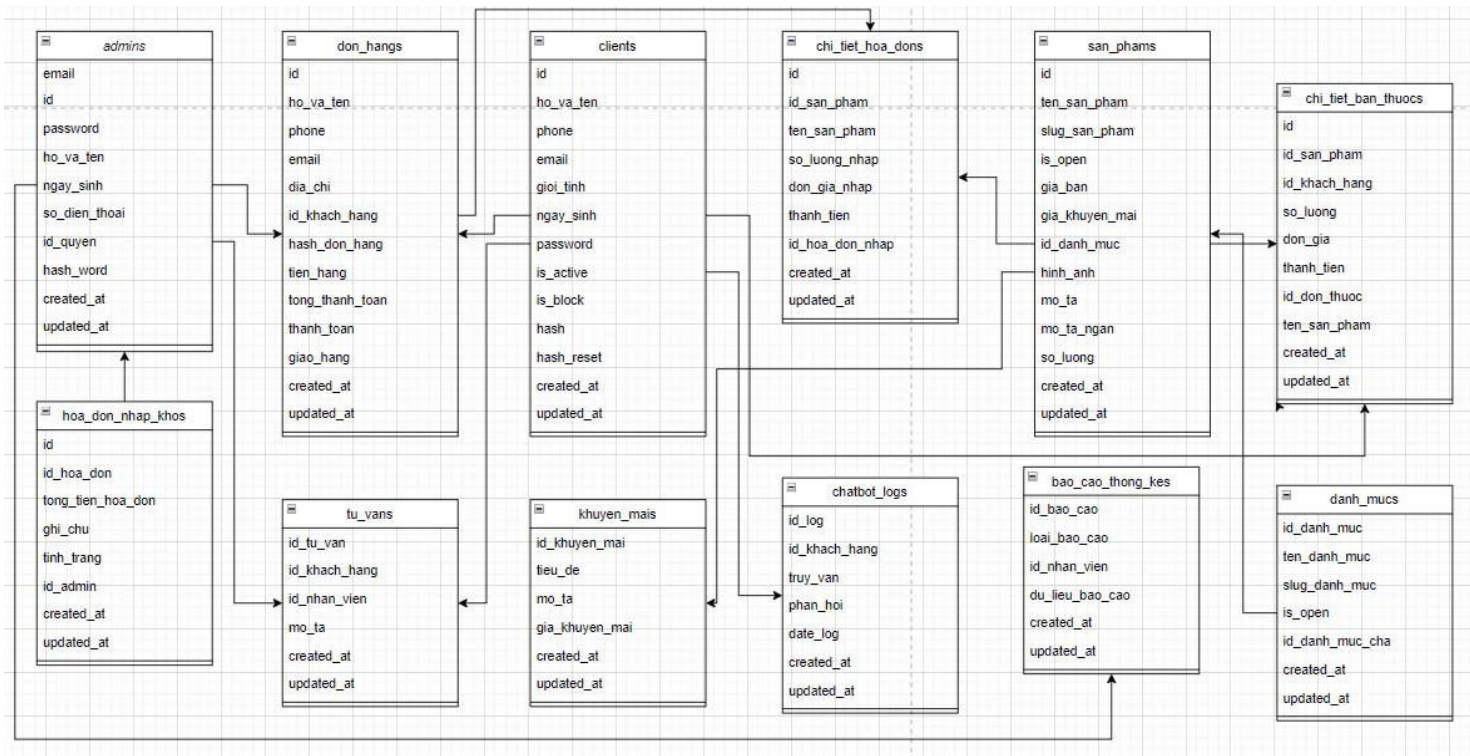 admins
email
id
password
ho_va_ten
ngay_sinh
so_dien_thoai
id_quyen
hash_word
created_at
updated_at
don_hangs
id
ho_va_ten
phone
email
dia_chi
id_khach_hang
hash_don_hang
tien_hang
tong_thanh_toan
thanh_toan
giao_hang
created_at
updated_at
clients
id
ho_va_ten
phone
email
gioi_tinh
ngay_sinh
password
is_active
is_block
hash
hash_reset
created_at
updated_at
chi_tiet_hoa_dons
id
id_san_pham
ten_san_pham
so_luong_nhap
don_gia_nhap
thanh_tien
id_hoa_don_nhap
created_at
updated_at
san_phams
id
ten_san_pham
slug_san_pham
is_open
gia_ban
gia_khuyen_mai
id_danh_muc
hinh_anh
mo_ta
mo_ta_ngan
so_luong
created_at
updated_at
chi_tiet_ban_thuocs
id
id_san_pham
id_khach_hang
so_luong
don_gia
thanh_tien
id_don_thuoc
ten_san_pham
created_at
updated_at
hoa_don_nhap_khos
id
id_hoa_don
tong_tien_hoa_don
ghi_chu
tinh_trang
id_admin
created_at
updated_at
tu_vans
id_tu_van
id_khach_hang
id_nhan_vien
mo_ta
created_at
updated_at
khuyen_mais
id_khuyen_mai
tieu_de
mo_ta
gia_khuyen_mai
created_at
updated_at
chatbot_logs
id_log
id_khach_hang
truy_van
phan_hoi
date_log
created_at
updated_at
bao_cao_thong_kes
id_bao_cao
loai_bao_cao
id_nhan_vien
du_lieu_bao_cao
created_at
updated_at
danh_mucs
id_danh_muc
ten_danh_muc
slug_danh_muc
is_open
id_danh_muc_cha
created_at
updated_at